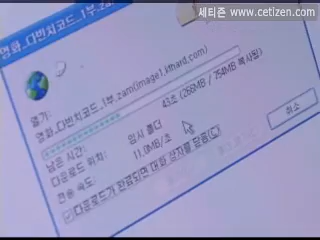 세티즌 www.cetizen.com
영화_다빈치코드_1부.zam
열기:
영화_다빈치코드_1부.zam(image1.kthard.com)
남은 시간: 43초 (266MB / 754MB 복사됨)
다운로드 위치: 임시 폴더
전송 속도: 11.0MB/초
다운로드가 완료되면 대화 상자를 닫음(C)
취소